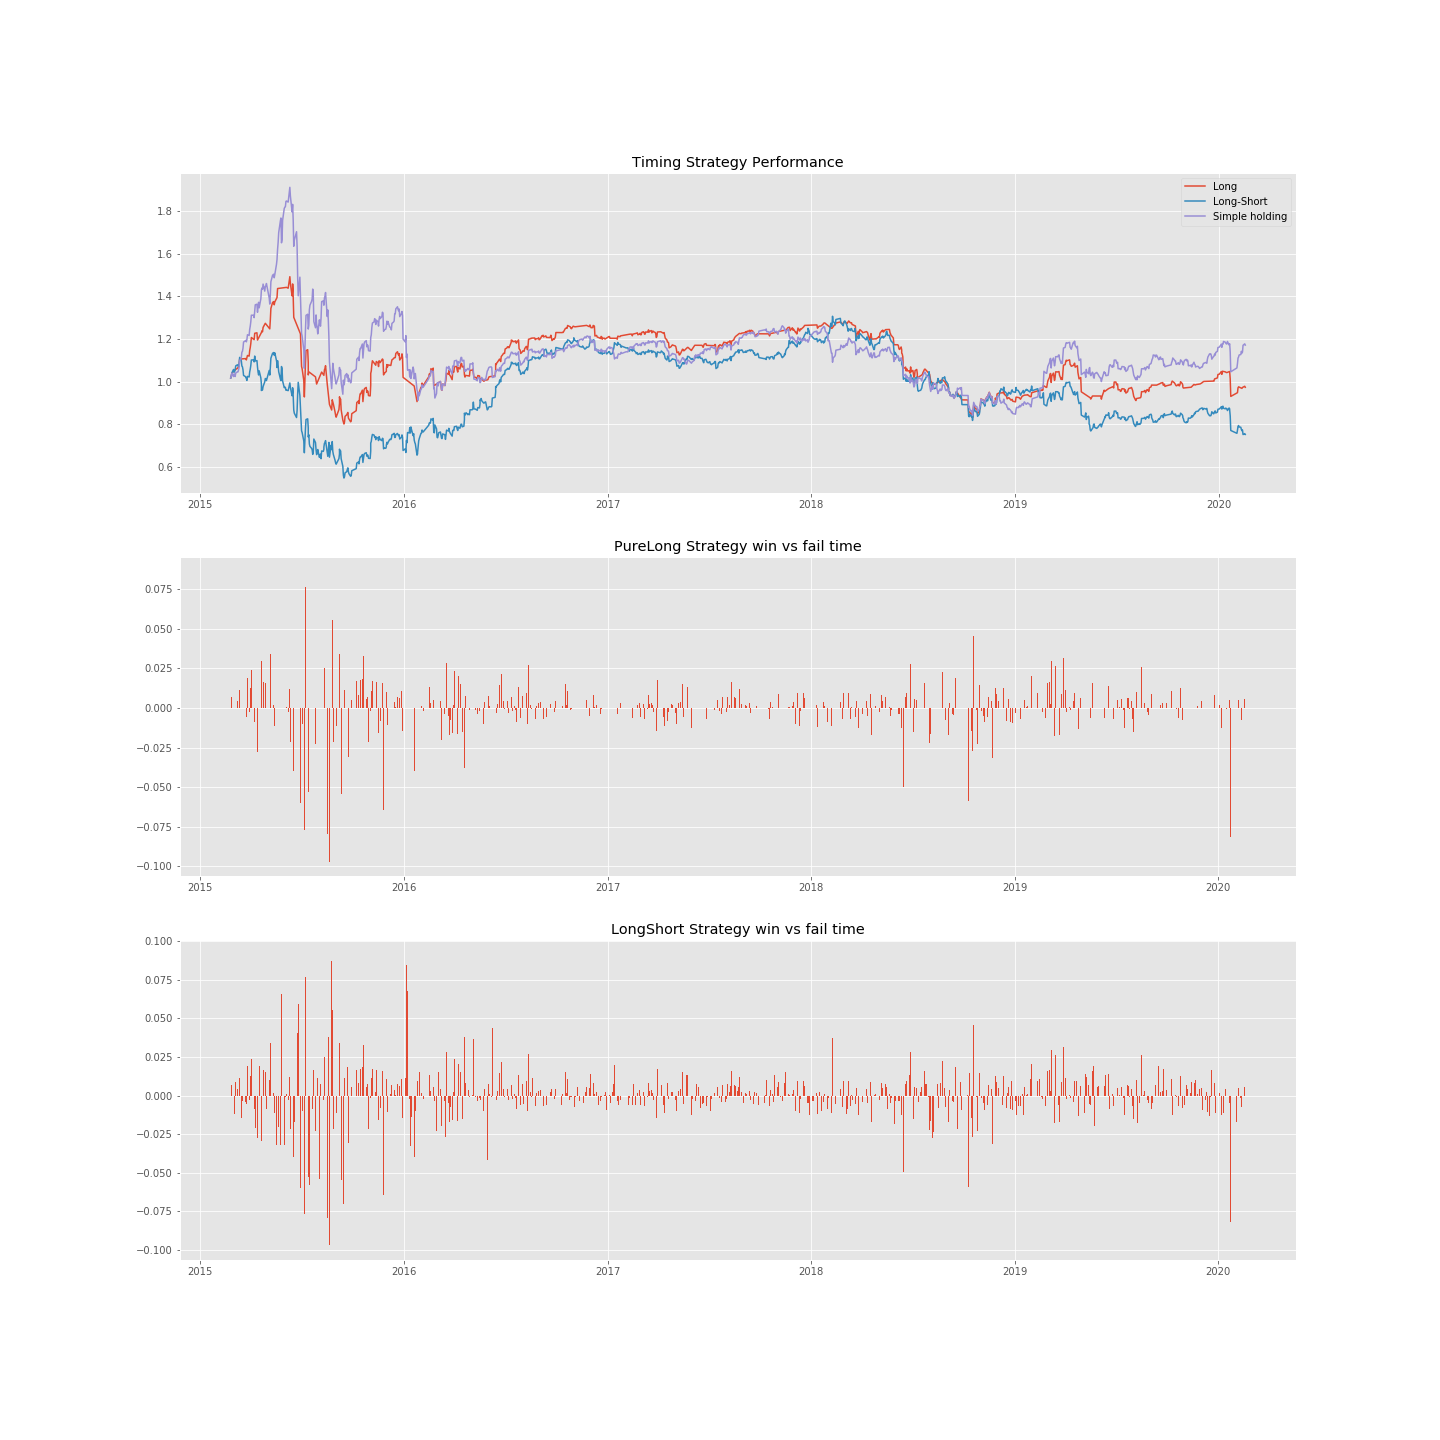 Timing Strategy Performance
Long
Long-Short
Simple holding
1.8
1.6
1.4
1.2
1.0
0.8
0.6
2015 2016 2017 2018 2019 2020
PureLong Strategy win vs fail time
0.075
0.050
0.025
0.000
−0.025
−0.050
−0.075
−0.100
2015 2016 2017 2018 2019 2020
LongShort Strategy win vs fail time
0.100
0.075
0.050
0.025
0.000
−0.025
−0.050
−0.075
−0.100
2015 2016 2017 2018 2019 2020